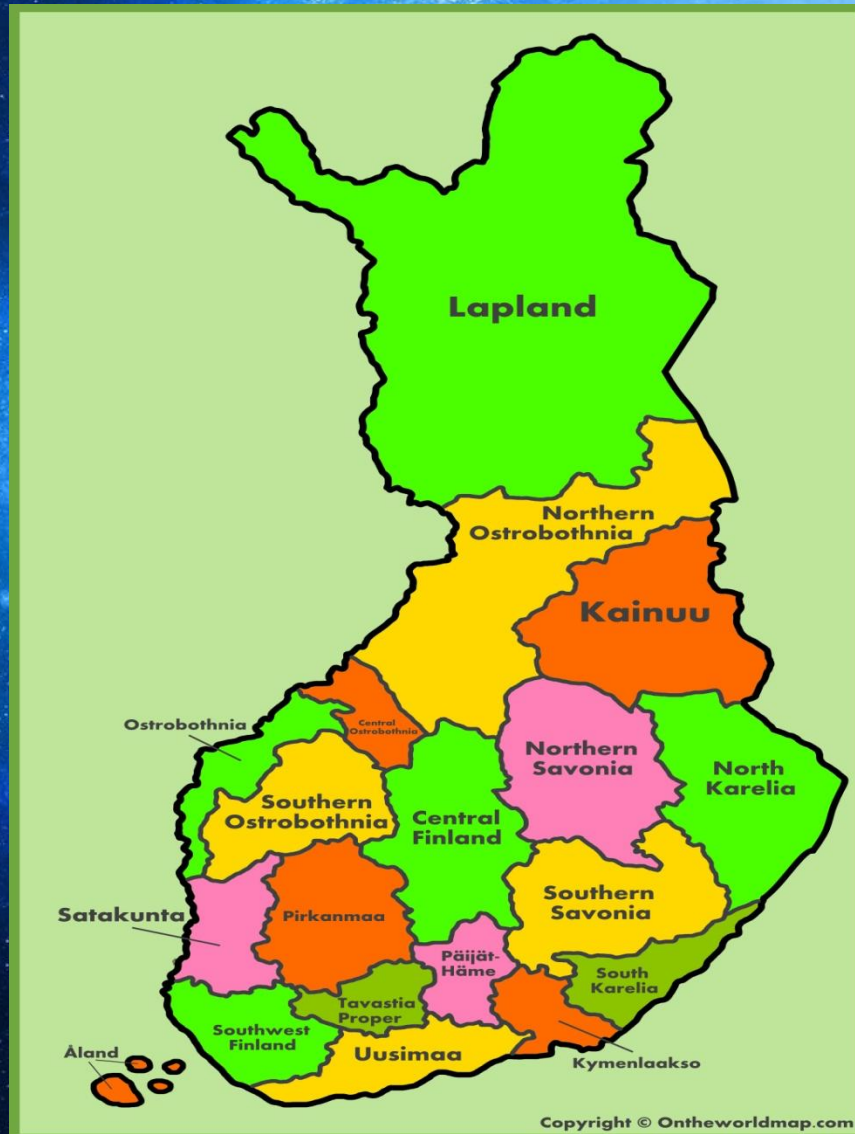 Lapland
Northern
Ostrobothnia
Kainuu
Ostrobothnia
Central
Ostrobothnia
Northern
Savonia
North
Karelia
Southern
Ostrobothnia
Central
Finland
Satakunta
Pirkanmaa
Southern
Savonia
Päijät-
Häme
South
Karelia
Tavastia
Proper
Southwest
Finland
Uusimaa
Åland
Kymenlaakso
Copyright © Ontheworldmap.com